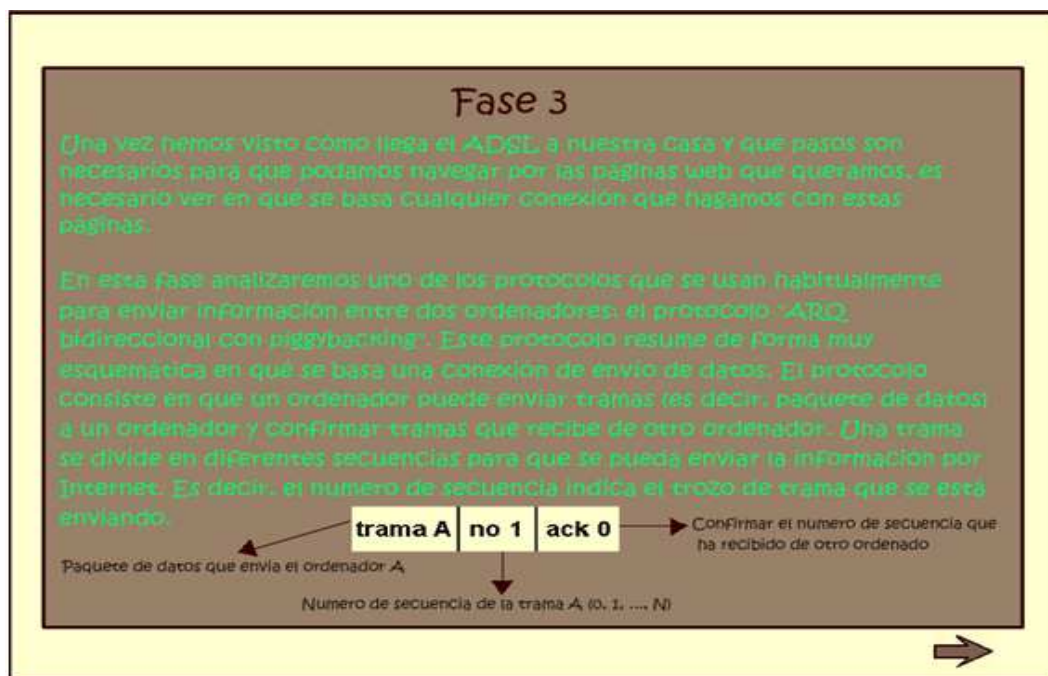 Fase 3
Una vez hemos visto cómo llega el ADSL a nuestra casa y que pasos son
necesarios para que podamos navegar por las páginas web que queramos, es
necesario ver en qué se basa cualquier conexión que hagamos con estas
páginas.
En esta fase analizaremos uno de los protocolos que se usan habitualmente
para enviar información entre dos ordenadores: el protocolo "ARQ
bidireccional con piggybacking". Este protocolo resume de forma muy
esquemática en qué se basa una conexión de envío de datos. El protocolo
consiste en que un ordenador puede enviar tramas (es decir, paquete de datos)
a un ordenador y confirmar tramas que recibe de otro ordenador. Una trama
se divide en diferentes secuencias para que se pueda enviar la información por
Internet. Es decir, el numero de secuencia indica el trozo de trama que se está
enviando.
trama A no 1 ack 0
Confirmar el numero de secuencia que
ha recibido de otro ordenado
Paquete de datos que envia el ordenador A
Numero de secuencia de la trama A (0, 1, ..., N)